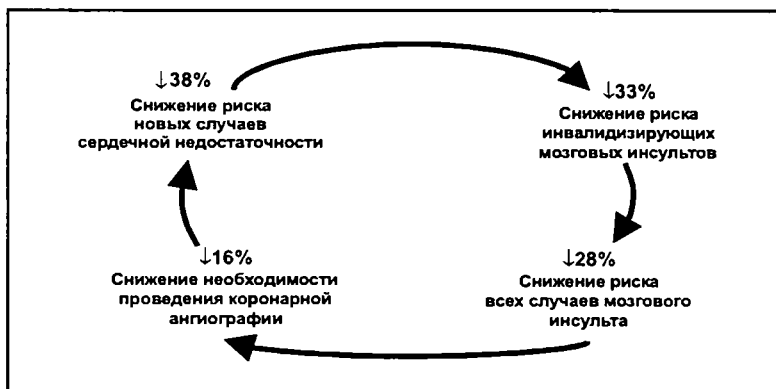 ↓38%
Снижение риска
новых случаев
сердечной недостаточности
↓33%
Снижение риска
инвалидизирующих
мозговых инсультов
↓28%
Снижение риска
всех случаев мозгового
инсульта
↓16%
Снижение необходимости
проведения коронарной
ангиографии